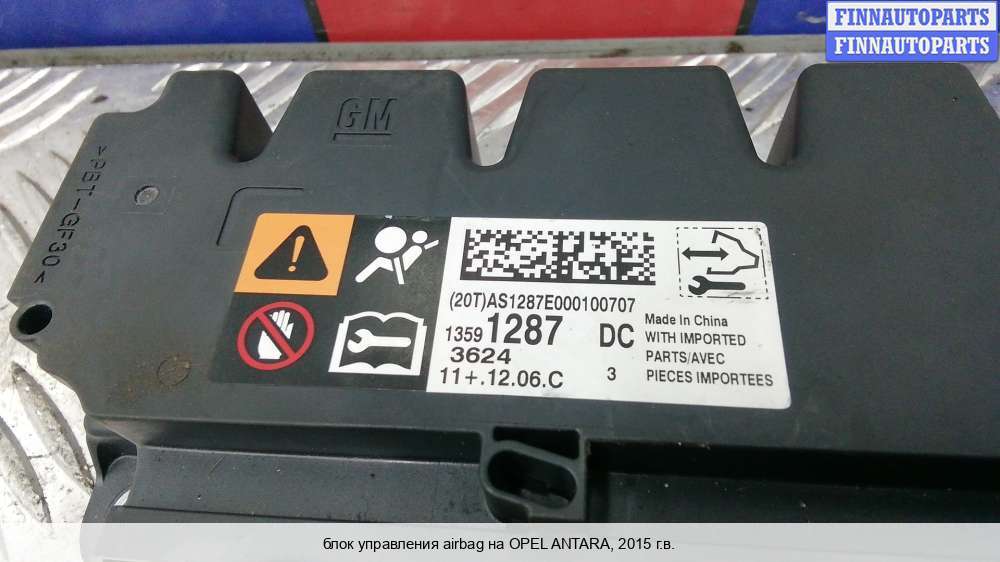 FINNAUTOPARTS
FINNAUTOPARTS
GM
>PBT-GF30<
(20T)AS1287E000100707
1359 1287 DC
3624
11+.12.06.C 3
Made In China
WITH IMPORTED
PARTS/AVEC
PIECES IMPORTEES
блок управления airbag на OPEL ANTARA, 2015 г.в.